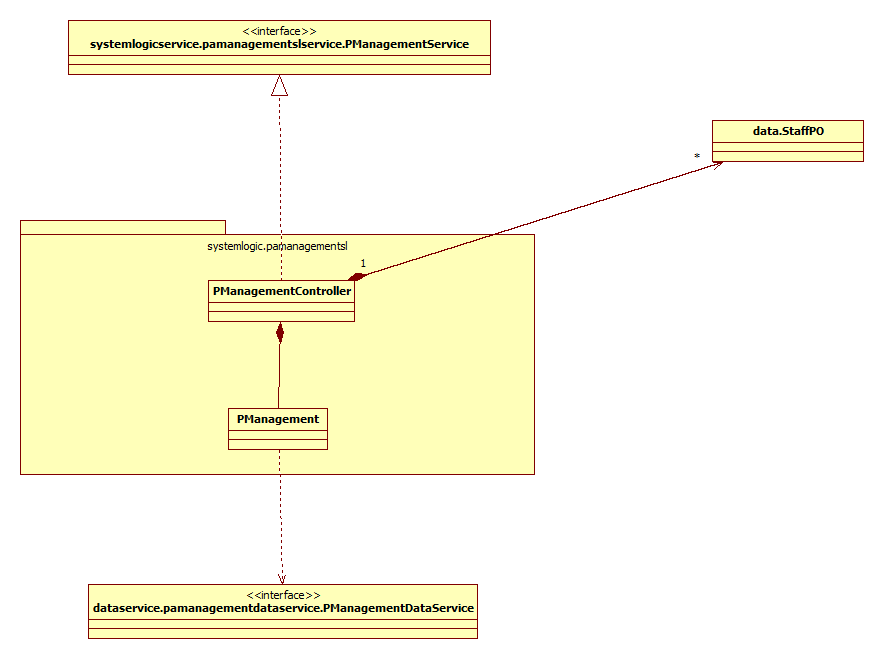 <<interface>>
systemlogicservice.pamanagementslservice.PManagementService
data.StaffPO
*
systemlogic.pamanagementsl
1
PManagementController
PManagement
<<interface>>
dataservice.pamanagementdataservice.PManagementDataService